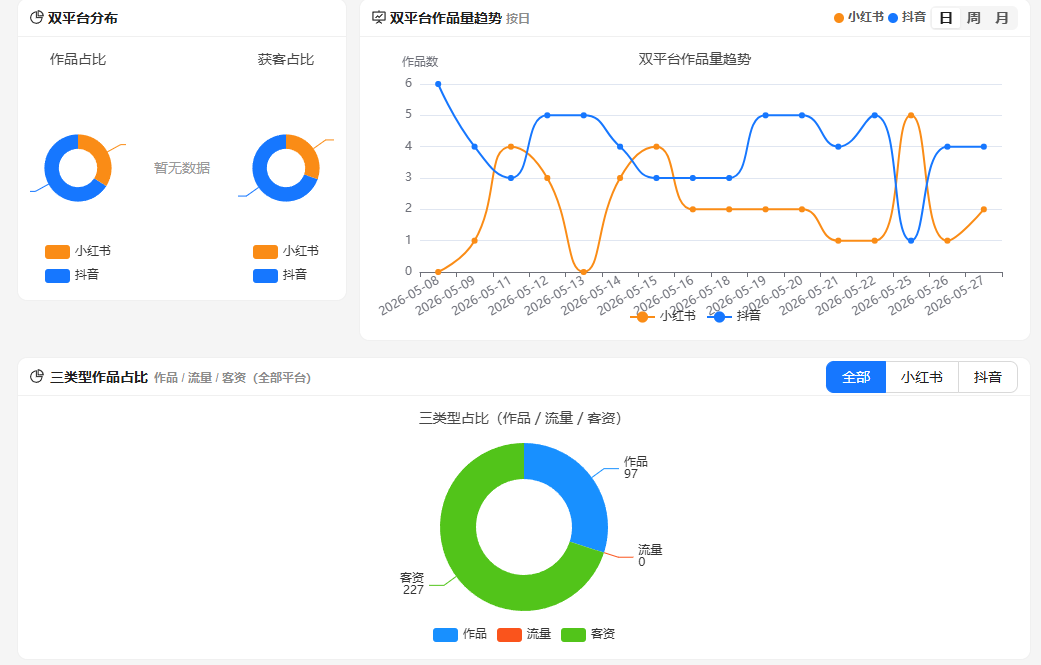 双平台分布
作品占比
获客占比
暂无数据
小红书
抖音
小红书
抖音
双平台作品量趋势 按日
小红书 抖音 日 周 月
双平台作品量趋势
作品数
6
5
4
3
2
1
0
2026-05-08
2026-05-09
2026-05-11
2026-05-12
2026-05-13
2026-05-14
2026-05-15
2026-05-16
2026-05-18
2026-05-19
2026-05-20
2026-05-21
2026-05-22
2026-05-25
2026-05-26
2026-05-27
小红书 抖音
三类型作品占比 作品 / 流量 / 客资（全部平台）
全部 小红书 抖音
三类型占比（作品 / 流量 / 客资）
作品
97
流量
0
客资
227
作品 流量 客资